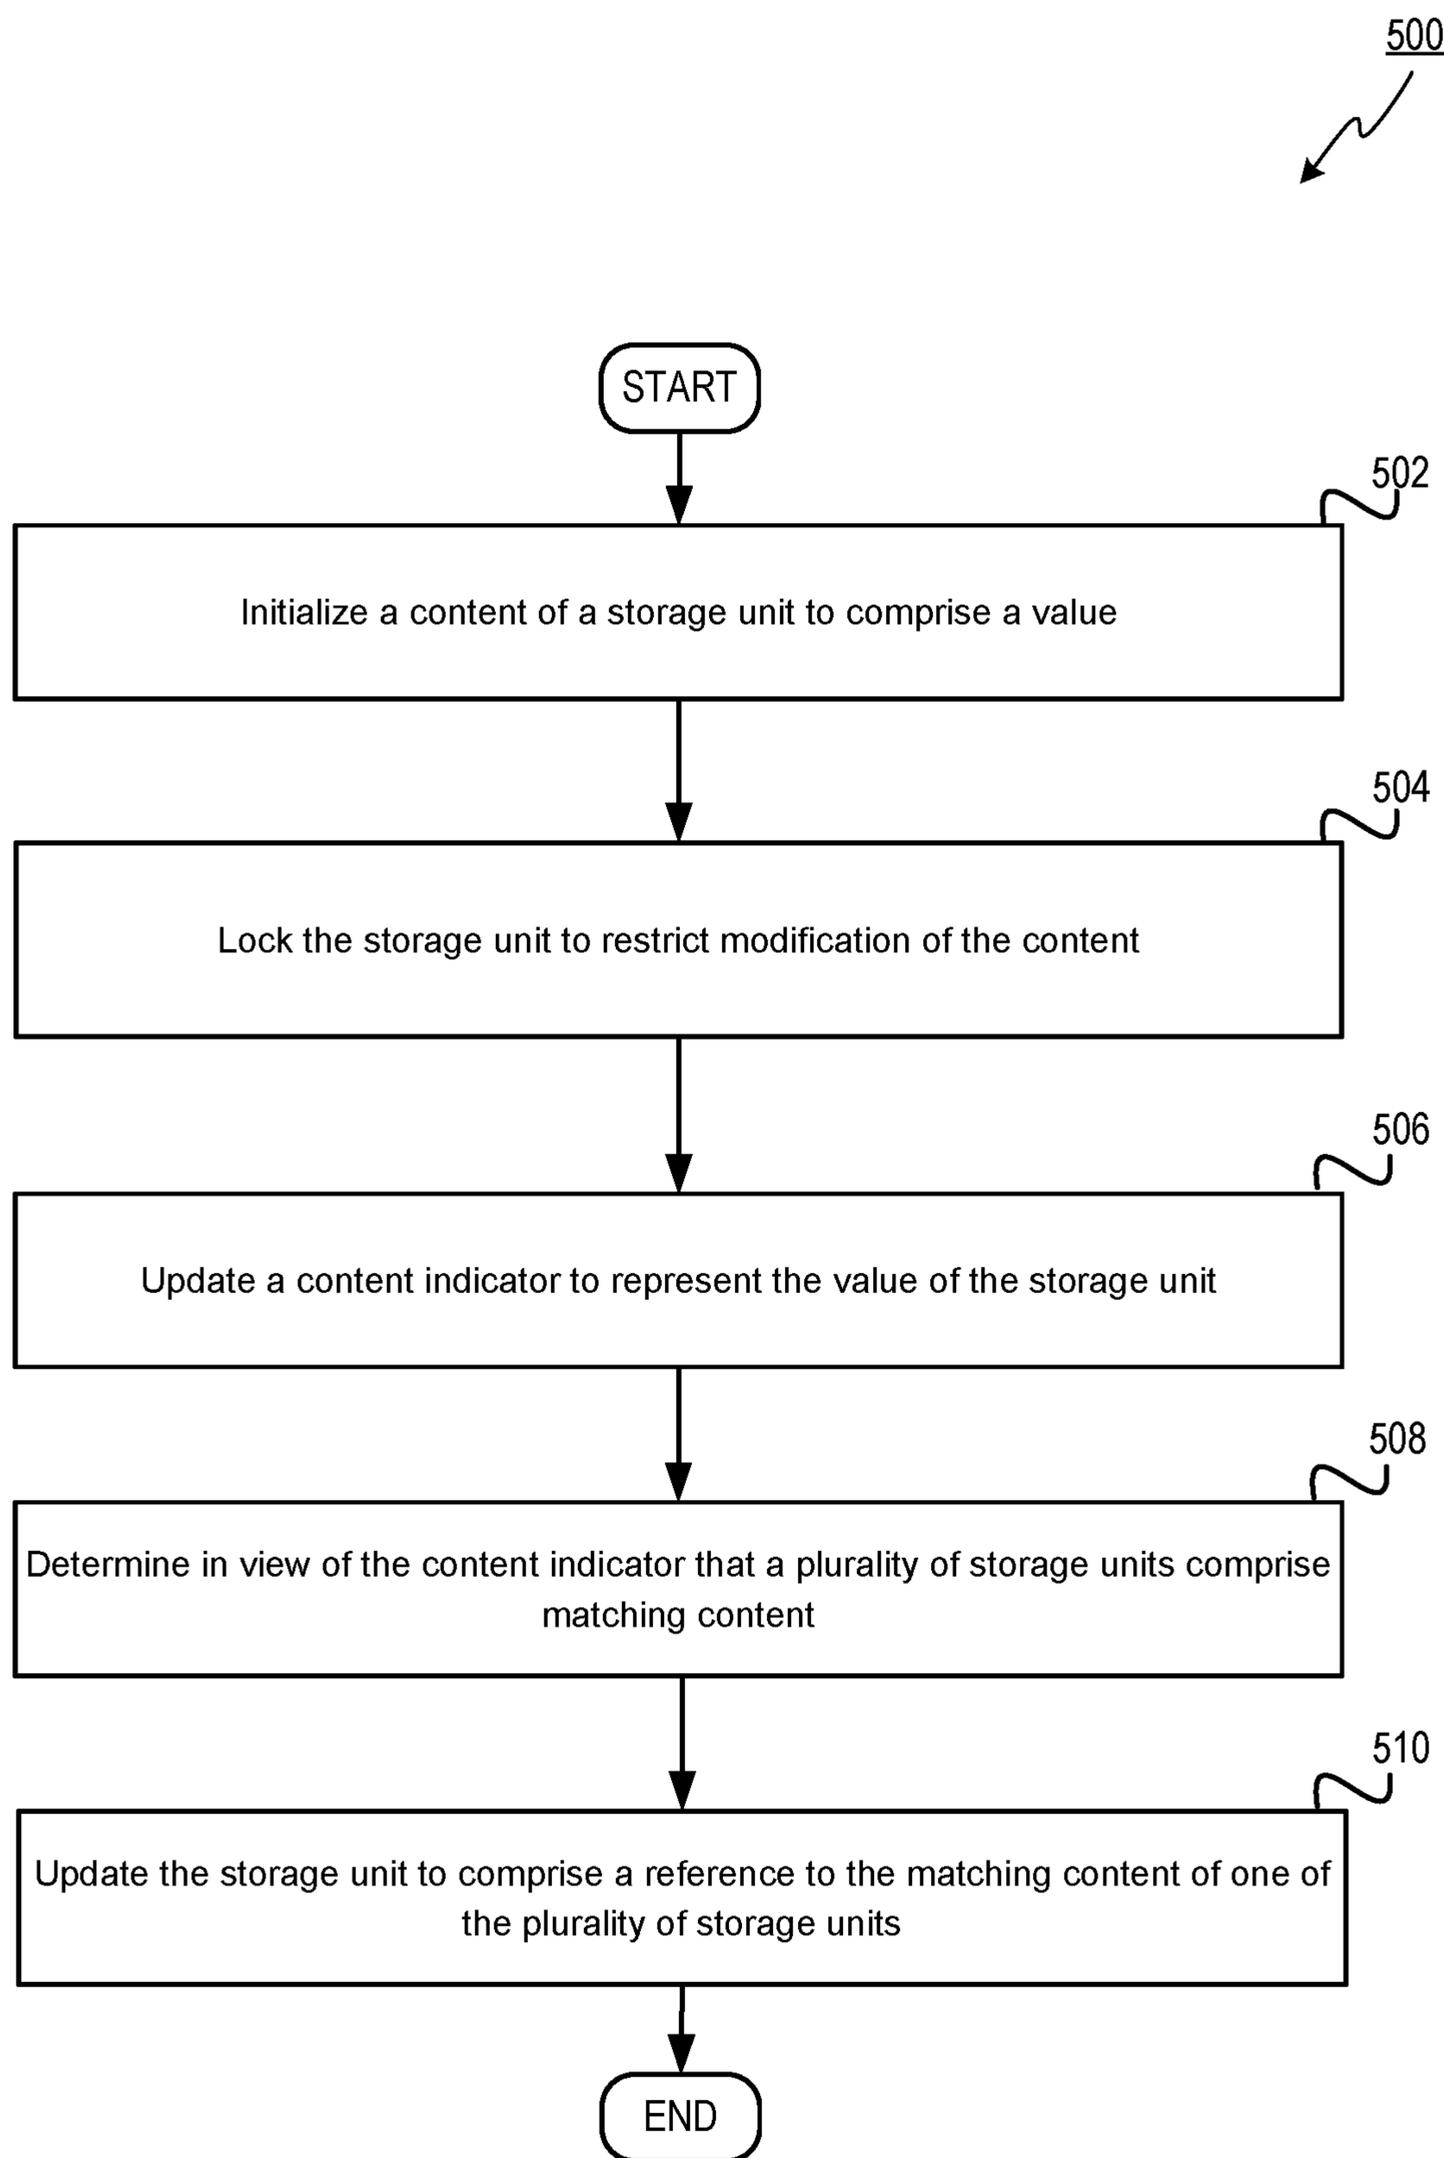 500
START
502
Initialize a content of a storage unit to comprise a value
504
Lock the storage unit to restrict modification of the content
506
Update a content indicator to represent the value of the storage unit
508
Determine in view of the content indicator that a plurality of storage units comprise
matching content
510
Update the storage unit to comprise a reference to the matching content of one of
the plurality of storage units
END